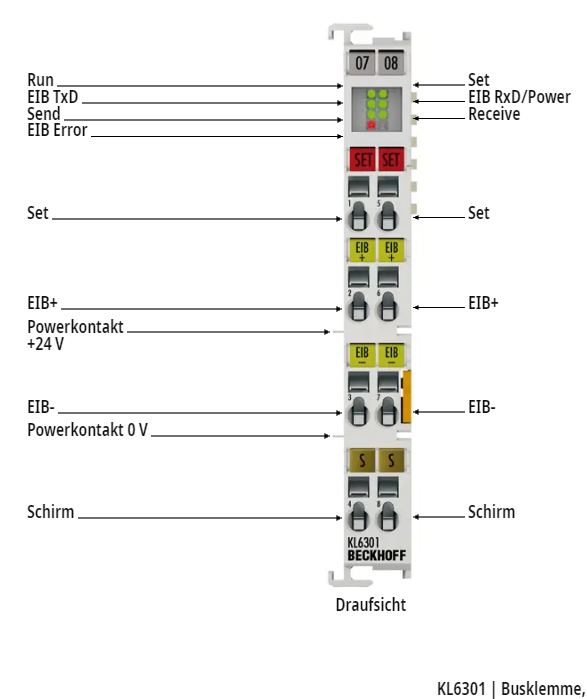 07 08
Run
Set
EIB TxD
EIB RxD/Power
Send
Receive
EIB Error
SET SET
1 5
Set
Set
EIB + EIB +
2 6
EIB+
EIB+
Powerkontakt
+24 V
EIB – EIB –
3 7
EIB-
EIB-
Powerkontakt 0 V
S S
4 8
Schirm
Schirm
KL6301
BECKHOFF
Draufsicht
KL6301 | Busklemme,